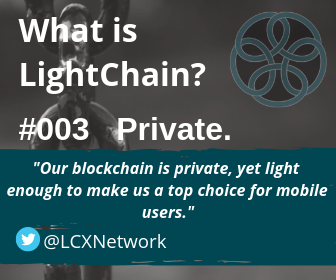 What is
LightChain?
#003 Private.
"Our blockchain is private, yet light
enough to make us a top choice for mobile
users."
@LCXNetwork